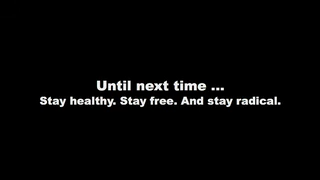 Until next time ...
Stay healthy. Stay free. And stay radical.